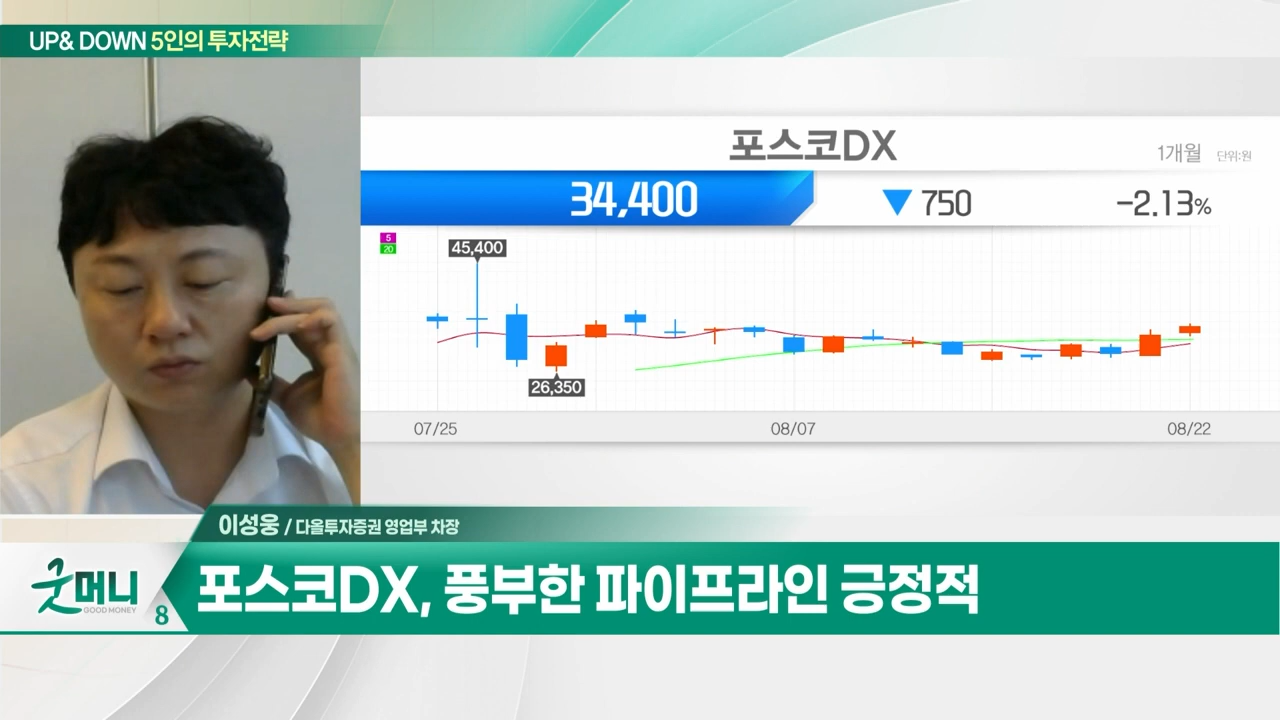 UP& DOWN 5인의 투자전략
포스코DX
1개월 단위:원
34,400 ▼ 750 -2.13%
5
20
45,400
26,350
07/25 08/07 08/22
이성웅 / 다올투자증권 영업부 차장
굿머니
GOOD MONEY
8
포스코DX, 풍부한 파이프라인 긍정적